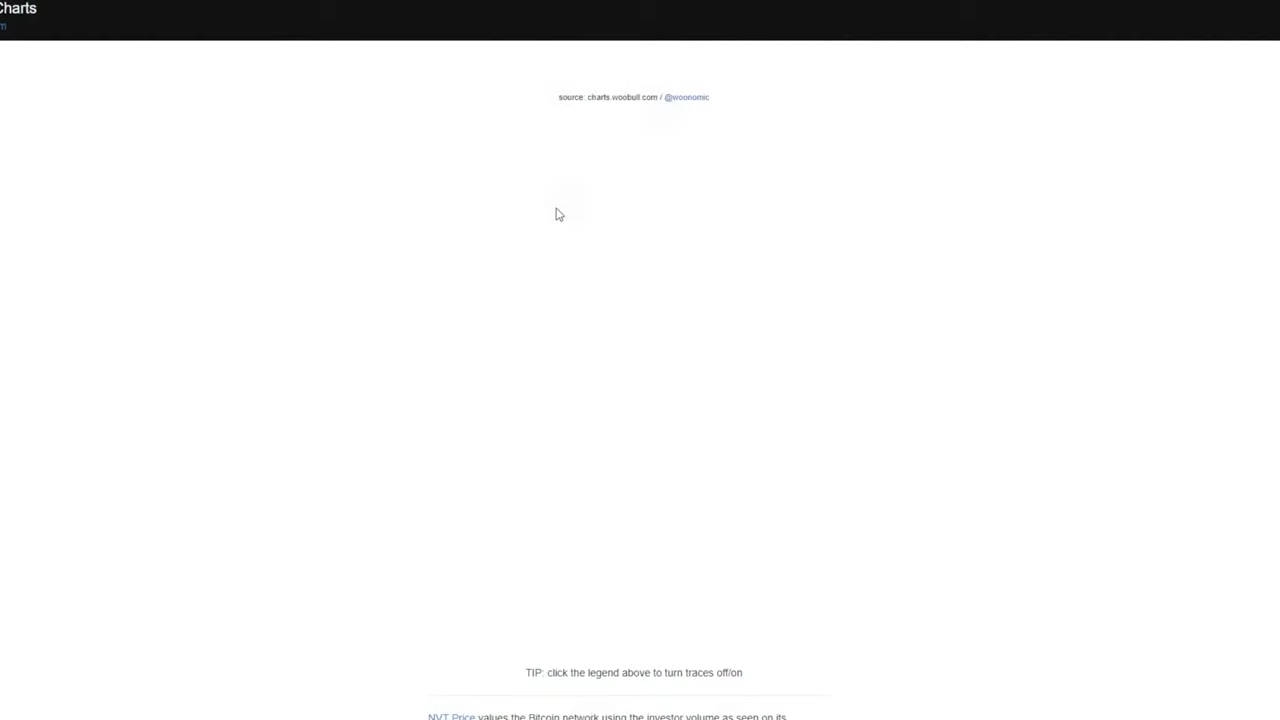 Charts
m
source: charts.woobull.com / @woonomic
TIP: click the legend above to turn traces off/on
NVT Price values the Bitcoin network using the investor volume as seen on its